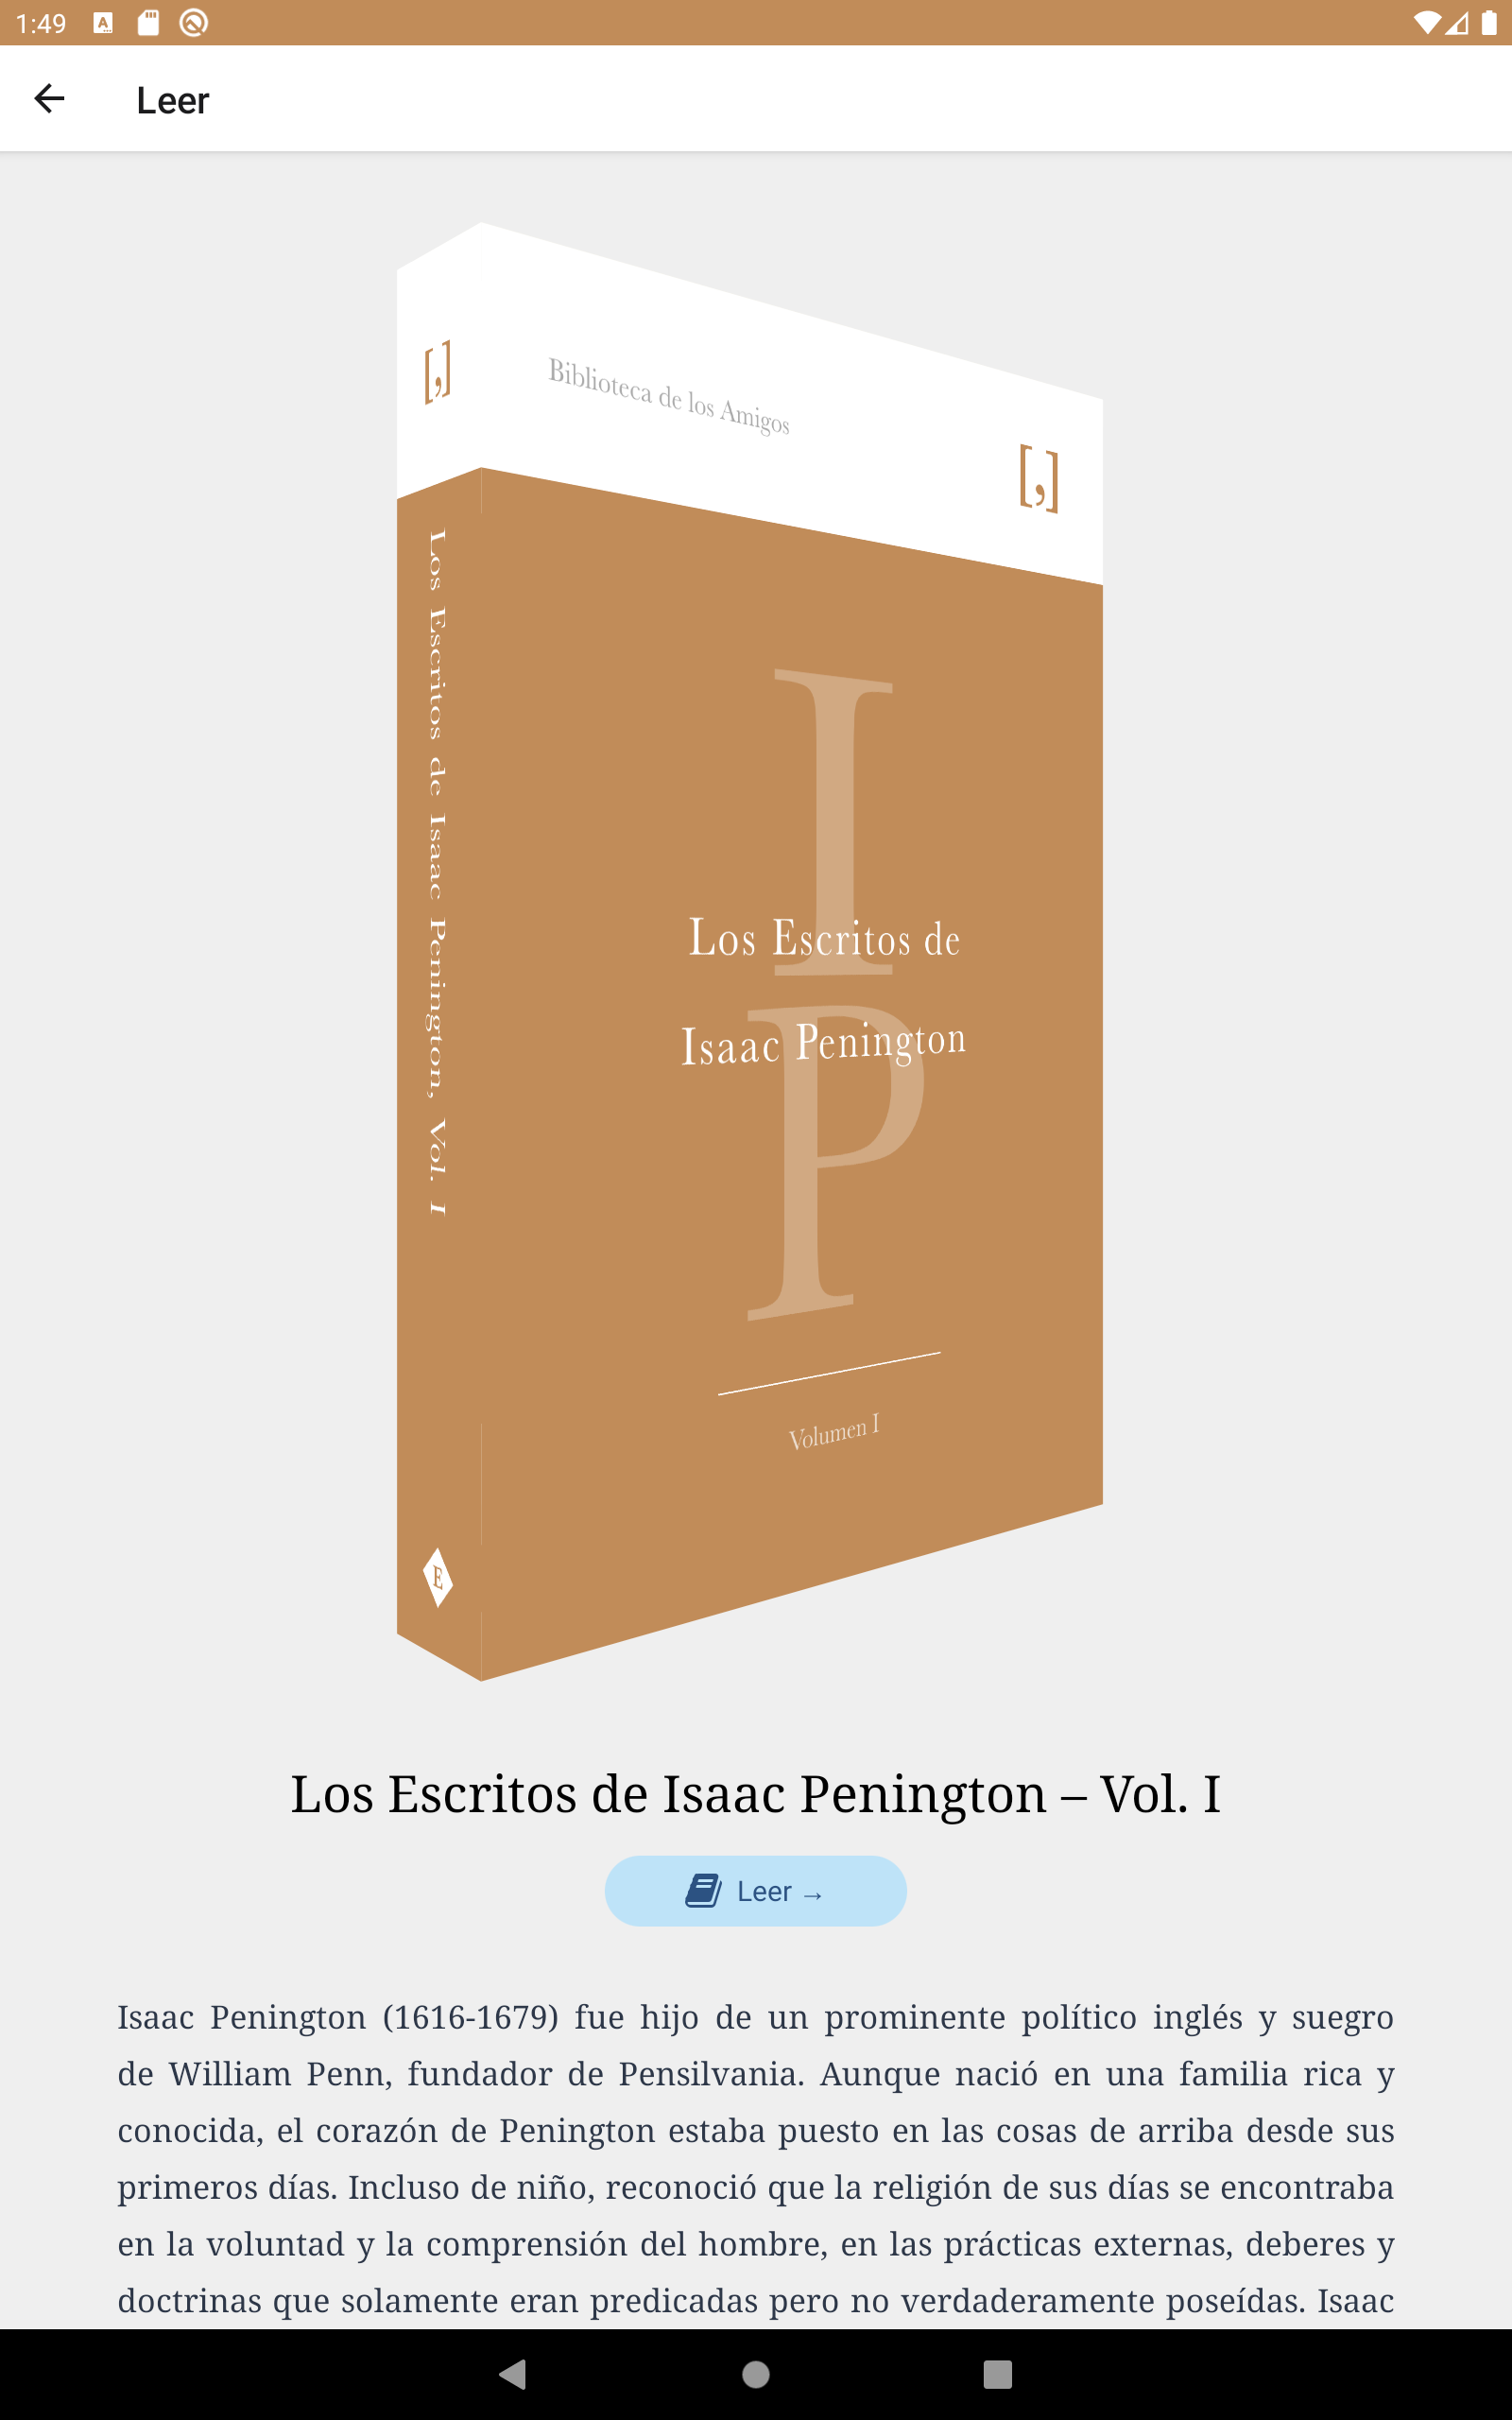 1:49
Leer
[,]
Biblioteca de los Amigos
[,]
Los Escritos de Isaac Penington, Vol. I
I
P
Los Escritos de
Isaac Penington
Volumen I
E
Los Escritos de Isaac Penington – Vol. I
Leer →
Isaac Penington (1616-1679) fue hijo de un prominente político inglés y suegro
de William Penn, fundador de Pensilvania. Aunque nació en una familia rica y
conocida, el corazón de Penington estaba puesto en las cosas de arriba desde sus
primeros días. Incluso de niño, reconoció que la religión de sus días se encontraba
en la voluntad y la comprensión del hombre, en las prácticas externas, deberes y
doctrinas que solamente eran predicadas pero no verdaderamente poseídas. Isaac